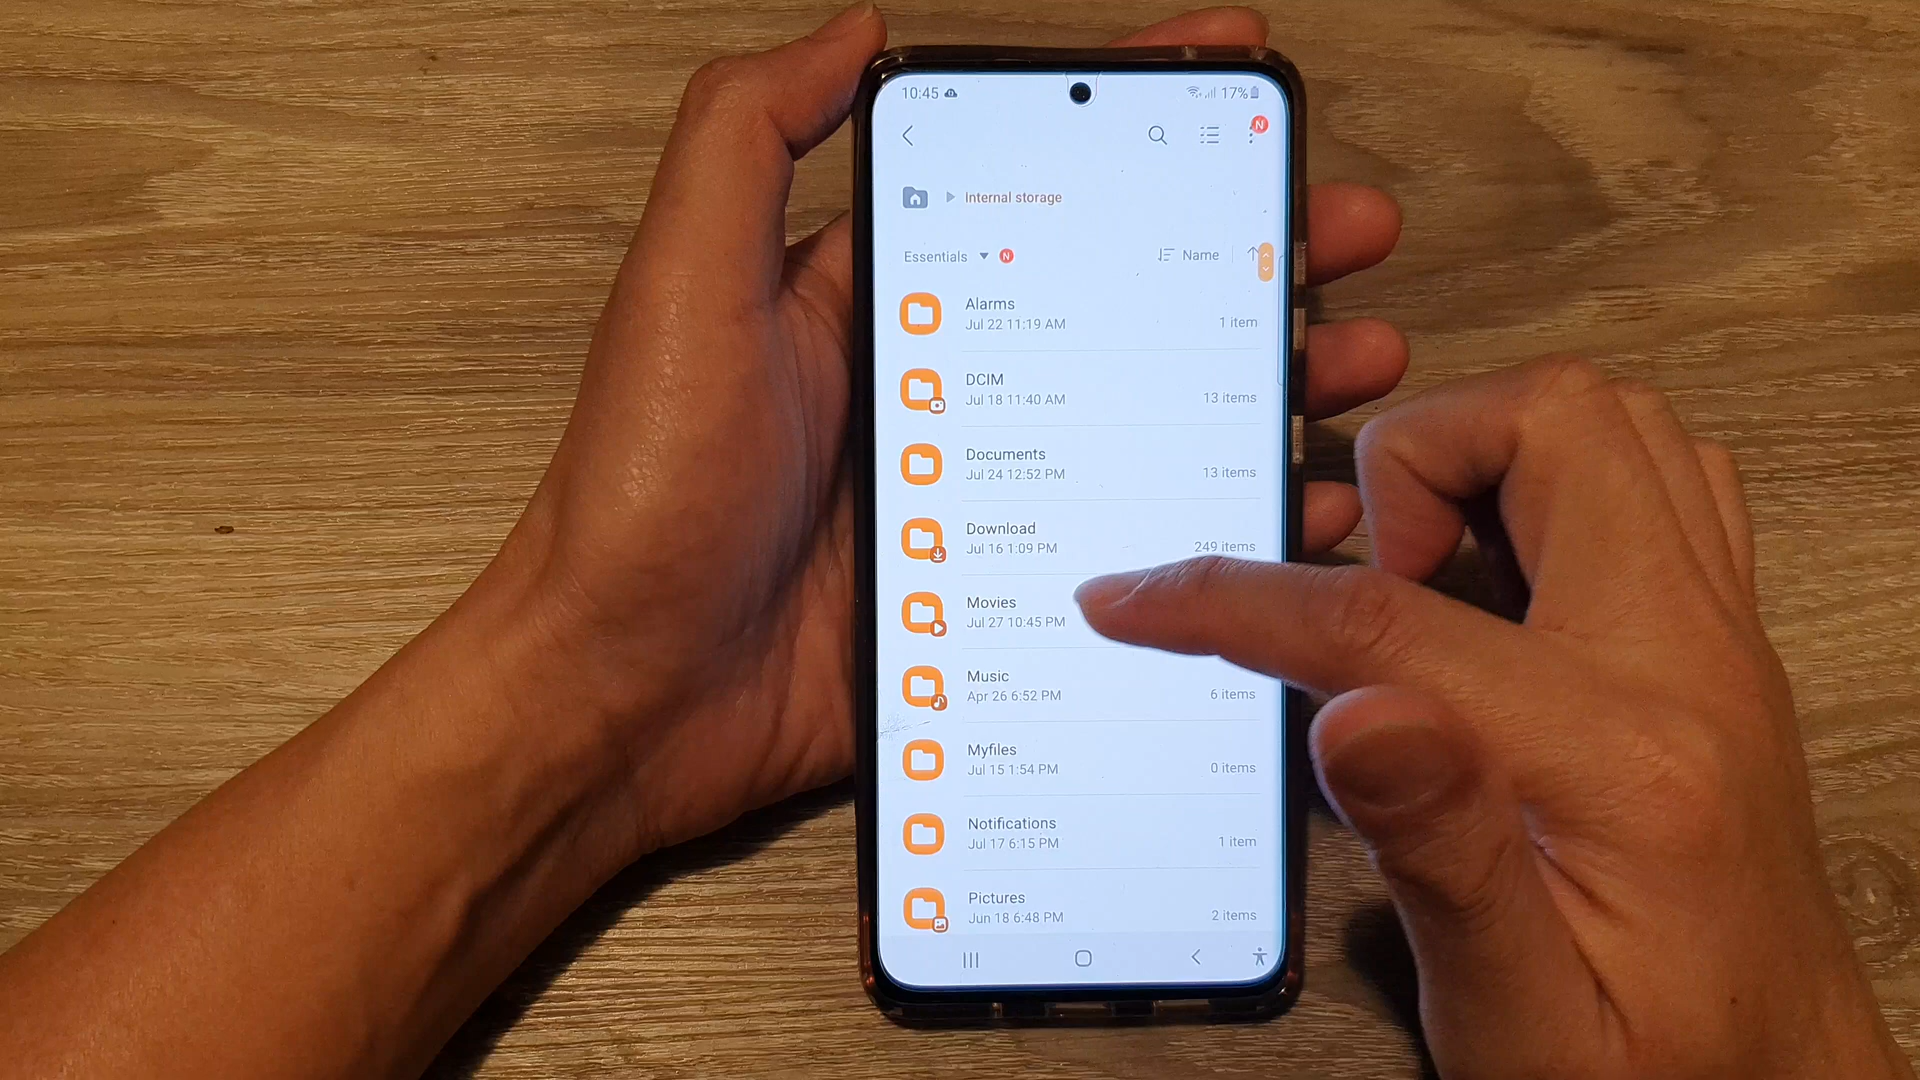 10:45 17%
N
Internal storage
Essentials N Name
Alarms
Jul 22 11:19 AM 1 item
DCIM
Jul 18 11:40 AM 13 items
Documents
Jul 24 12:52 PM 13 items
Download
Jul 16 1:09 PM 249 items
Movies
Jul 27 10:45 PM
Music
Apr 26 6:52 PM 6 items
Myfiles
Jul 15 1:54 PM 0 items
Notifications
Jul 17 6:15 PM 1 item
Pictures
Jun 18 6:48 PM 2 items